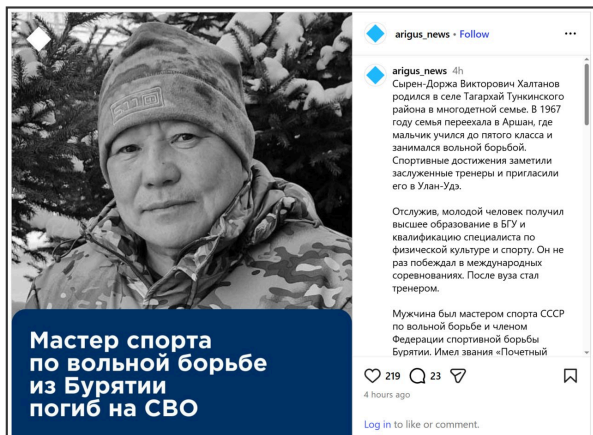 5.11
Мастер спорта
по вольной борьбе
из Бурятии
погиб на СВО
arigus_news • Follow
arigus_news 4h
Сырен-Доржа Викторович Халтанов
родился в селе Тагархай Тункинского
района в многодетной семье. В 1967
году семья переехала в Аршан, где
мальчик учился до пятого класса и
занимался вольной борьбой.
Спортивные достижения заметили
заслуженные тренеры и пригласили
его в Улан-Удэ.
Отслужив, молодой человек получил
высшее образование в БГУ и
квалификацию специалиста по
физической культуре и спорту. Он не
раз побеждал в международных
соревнованиях. После вуза стал
тренером.
Мужчина был мастером спорта СССР
по вольной борьбе и членом
Федерации спортивной борьбы
Бурятии. Имел звания «Почетный
219 23
4 hours ago
Log in to like or comment.